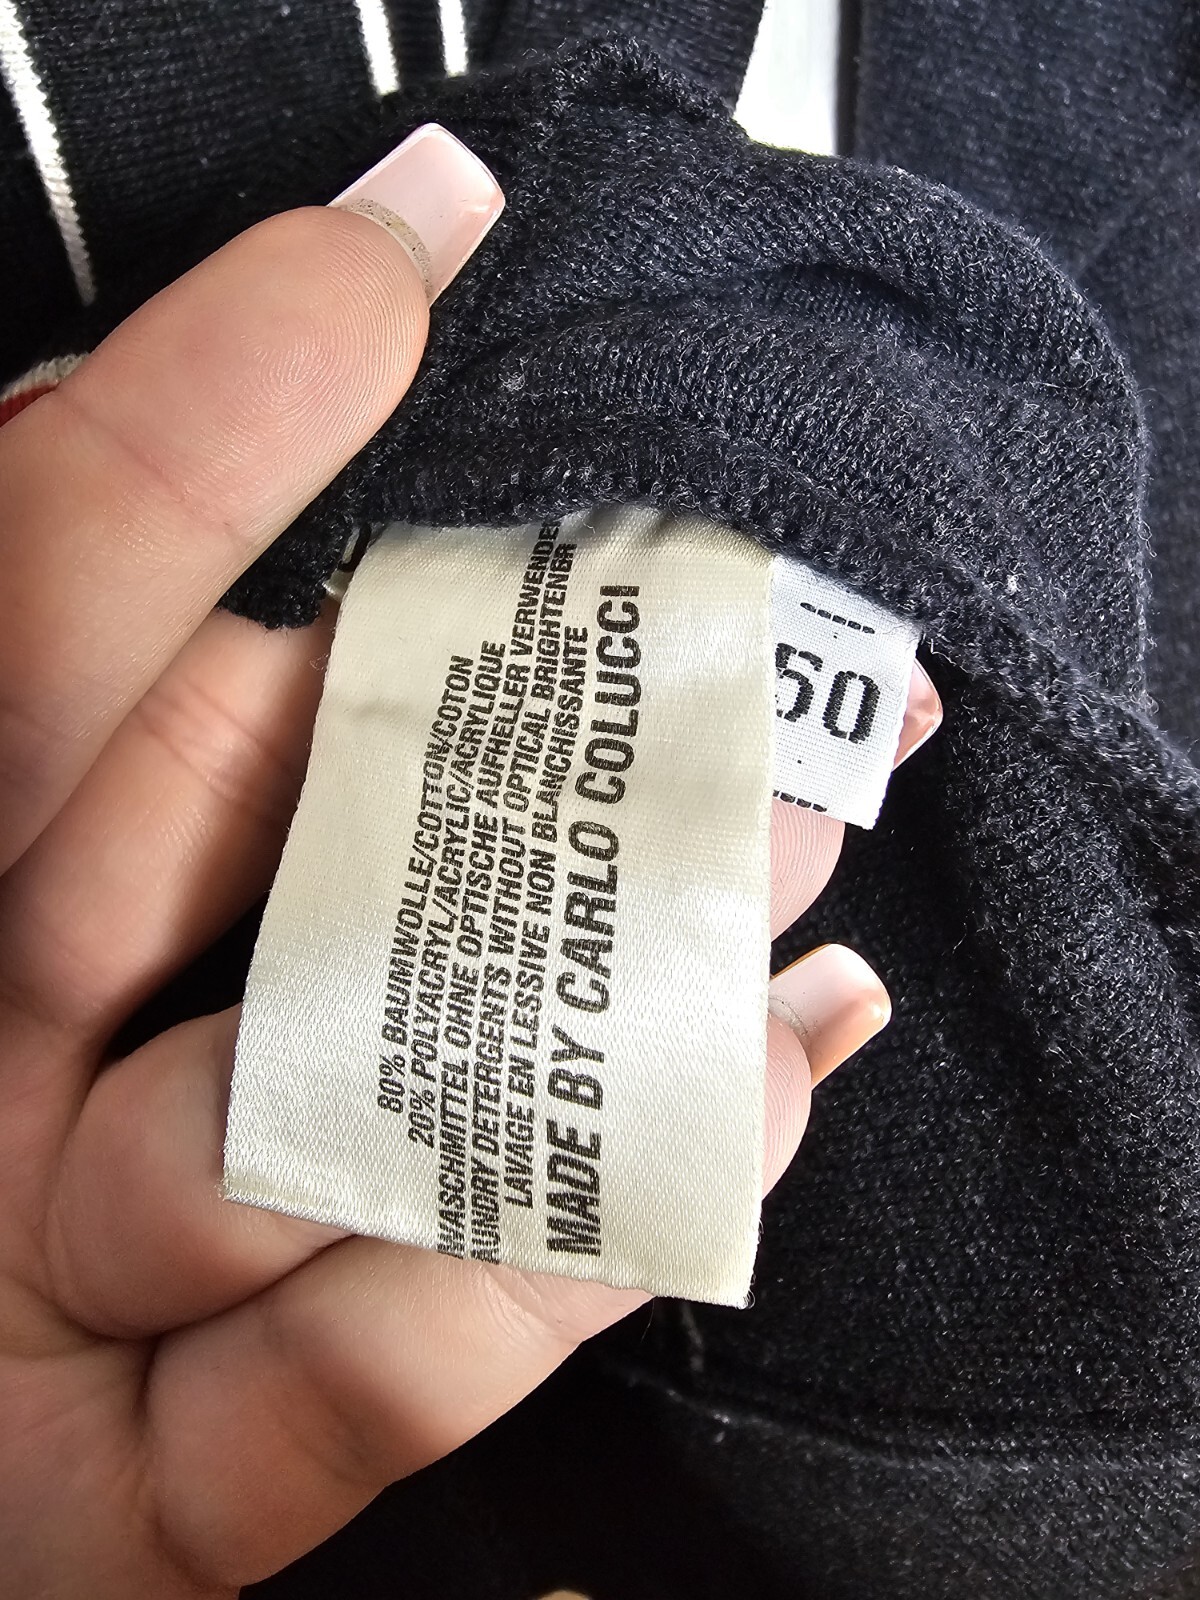 80% BAUMWOLLE/COTTON/COTON
20% POLYACRYL/ACRYLIC/ACRYLIQUE
WASCHMITTEL OHNE OPTISCHE AUFHELLER VERWENDEN
LAUNDRY DETERGENTS WITHOUT OPTICAL BRIGHTENER
LAVAGE EN LESSIVE NON BLANCHISSANTE
MADE BY CARLO COLUCCI
50